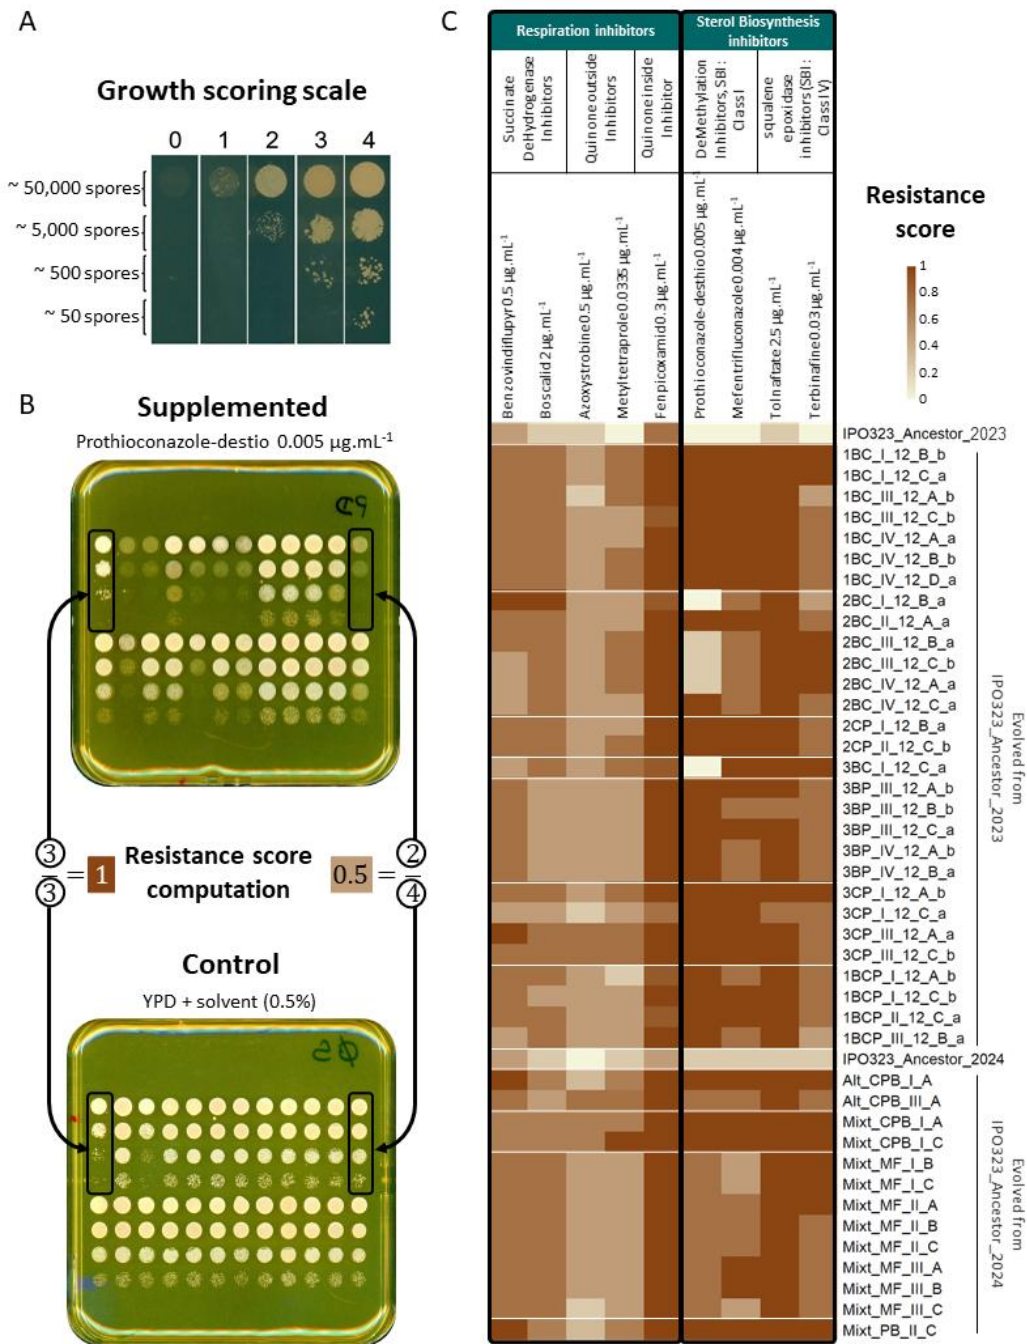 A
Growth scoring scale
0 1 2 3 4
~ 50,000 spores
~ 5,000 spores
~ 500 spores
~ 50 spores
B
Supplemented
Prothioconazole-destio 0.005 µg.mL-1
3/3 = 1
Resistance score
computation
0.5 = 2/4
Control
YPD + solvent (0.5%)
C
Respiration inhibitors
Sterol Biosynthesis
inhibitors
Succinate
DeHydrogenase
Inhibitors
Quinone outside
Inhibitors
Quinone inside
Inhibitor
DeMethylation
Inhibitors, SBI:
Class I
squalene
epoxidase
inhibitors (SBI:
Class IV)
Benzovindiflupyr 0.5 µg.mL-1
Boscalid 2 µg.mL-1
Azoxystrobine 0.5 µg.mL-1
Metyltetraprole 0.0335 µg.mL-1
Fenpicoxamid 0.3 µg.mL-1
Prothioconazole-desthio 0.005 µg.mL-1
Mefentrifluconazole 0.004 µg.mL-1
Tolnaftate 2.5 µg.mL-1
Terbinafine 0.03 µg.mL-1
Resistance
score
1
0.8
0.6
0.4
0.2
0
IPO323_Ancestor_2023
1BC_I_12_B_b
1BC_I_12_C_a
1BC_III_12_A_b
1BC_III_12_C_b
1BC_IV_12_A_a
1BC_IV_12_B_b
1BC_IV_12_D_a
2BC_I_12_B_a
2BC_II_12_A_a
2BC_III_12_B_a
2BC_III_12_C_b
2BC_IV_12_A_a
2BC_IV_12_C_a
2CP_I_12_B_a
2CP_II_12_C_b
3BC_I_12_C_a
3BP_III_12_A_b
3BP_III_12_B_b
3BP_III_12_C_a
3BP_IV_12_A_b
3BP_IV_12_B_a
3CP_I_12_A_b
3CP_I_12_C_a
3CP_III_12_A_a
3CP_III_12_C_b
1BCP_I_12_A_b
1BCP_I_12_C_b
1BCP_II_12_C_a
1BCP_III_12_B_a
Evolved from
IPO323_Ancestor_2023
IPO323_Ancestor_2024
Alt_CPB_I_A
Alt_CPB_III_A
Mixt_CPB_I_A
Mixt_CPB_I_C
Mixt_MF_I_B
Mixt_MF_I_C
Mixt_MF_II_A
Mixt_MF_II_B
Mixt_MF_II_C
Mixt_MF_III_A
Mixt_MF_III_B
Mixt_MF_III_C
Mixt_PB_II_C
Evolved from
IPO323_Ancestor_2024